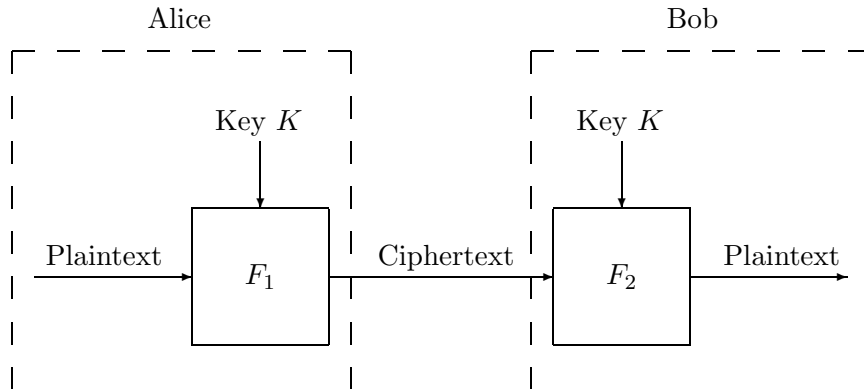 Alice
Bob
Key K
Key K
Plaintext
F1
Ciphertext
F2
Plaintext